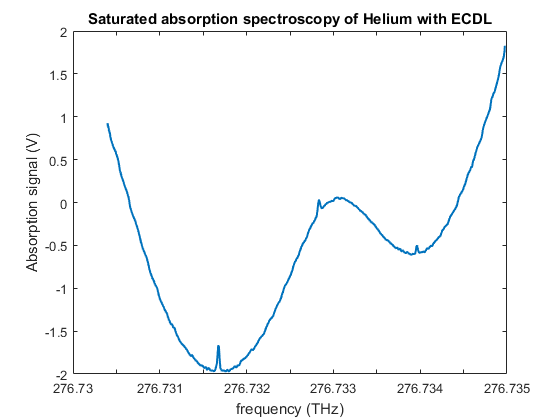 Saturated absorption spectroscopy of Helium with ECDL
2
1.5
1
0.5
0
-0.5
-1
-1.5
-2
Absorption signal (V)
276.73 276.731 276.732 276.733 276.734 276.735
frequency (THz)